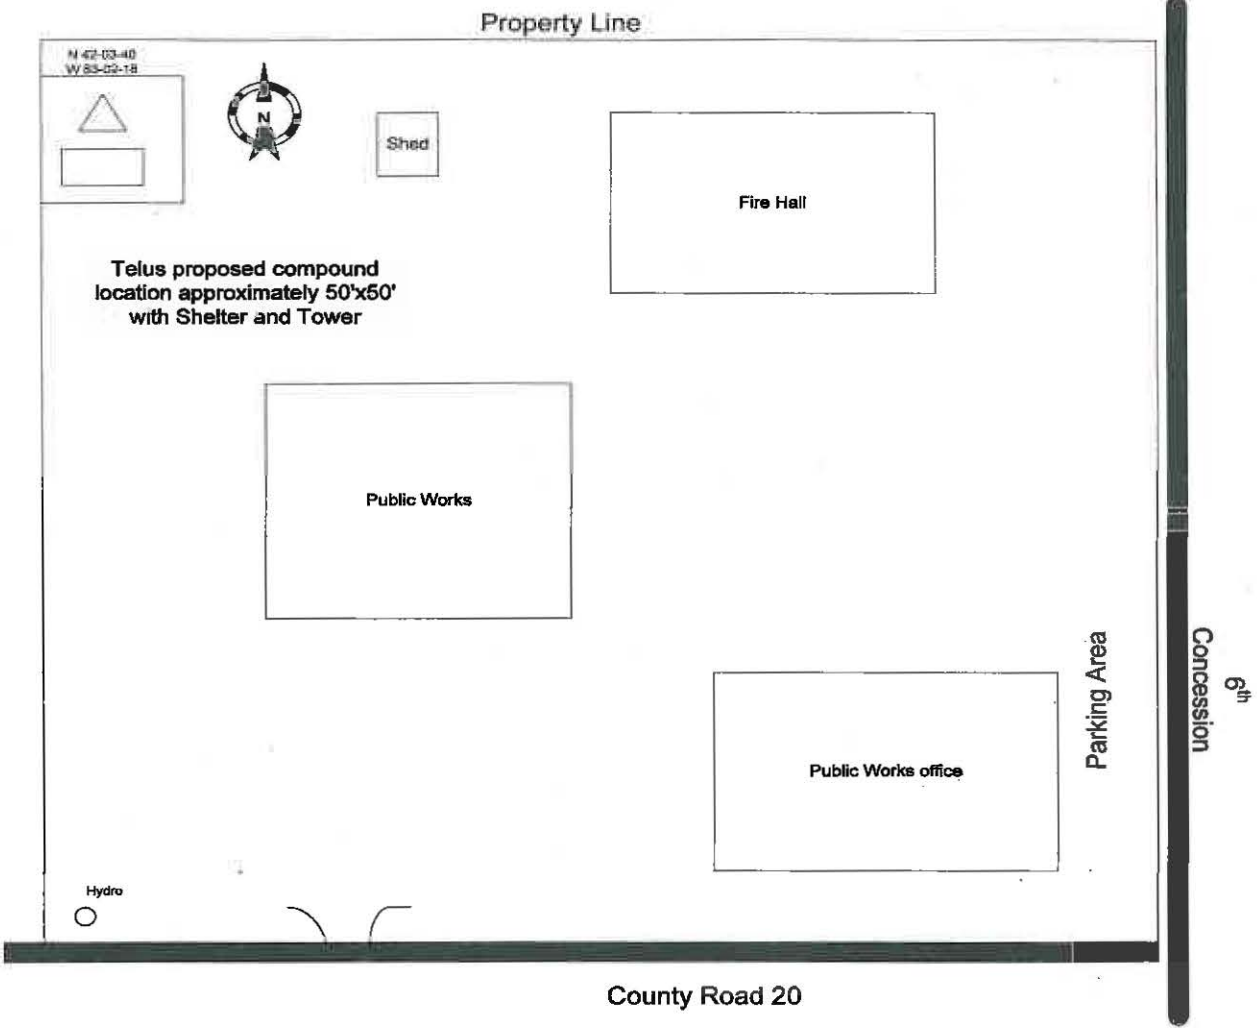 Property Line
N 42-03-40
W 83-02-18
N
Shed
Fire Hall
Telus proposed compound
location approximately 50'x50'
with Shelter and Tower
Public Works
Parking Area
6th
Concession
Public Works office
Hydro
County Road 20